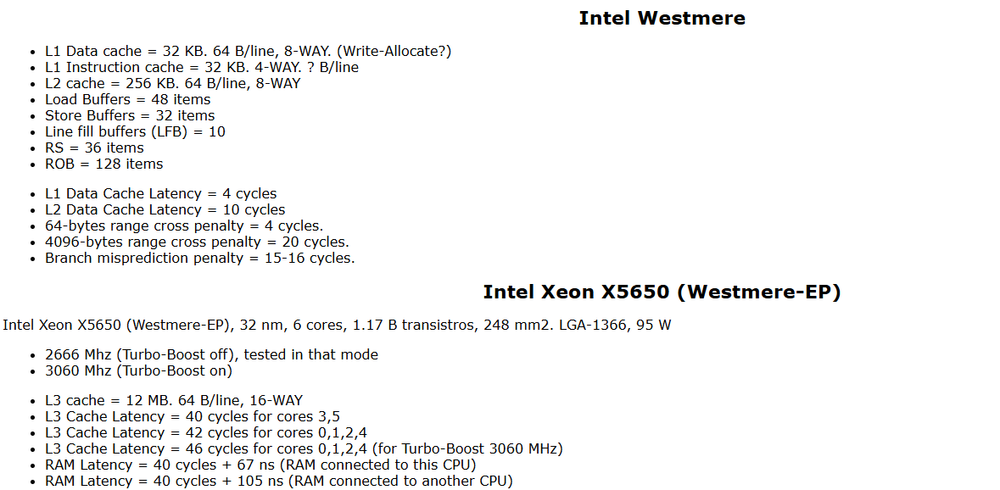 Intel Westmere
• L1 Data cache = 32 KB. 64 B/line, 8-WAY. (Write-Allocate?)
• L1 Instruction cache = 32 KB. 4-WAY. ? B/line
• L2 cache = 256 KB. 64 B/line, 8-WAY
• Load Buffers = 48 items
• Store Buffers = 32 items
• Line fill buffers (LFB) = 10
• RS = 36 items
• ROB = 128 items
• L1 Data Cache Latency = 4 cycles
• L2 Data Cache Latency = 10 cycles
• 64-bytes range cross penalty = 4 cycles.
• 4096-bytes range cross penalty = 20 cycles.
• Branch misprediction penalty = 15-16 cycles.
Intel Xeon X5650 (Westmere-EP)
Intel Xeon X5650 (Westmere-EP), 32 nm, 6 cores, 1.17 B transistros, 248 mm2. LGA-1366, 95 W
• 2666 Mhz (Turbo-Boost off), tested in that mode
• 3060 Mhz (Turbo-Boost on)
• L3 cache = 12 MB. 64 B/line, 16-WAY
• L3 Cache Latency = 40 cycles for cores 3,5
• L3 Cache Latency = 42 cycles for cores 0,1,2,4
• L3 Cache Latency = 46 cycles for cores 0,1,2,4 (for Turbo-Boost 3060 MHz)
• RAM Latency = 40 cycles + 67 ns (RAM connected to this CPU)
• RAM Latency = 40 cycles + 105 ns (RAM connected to another CPU)